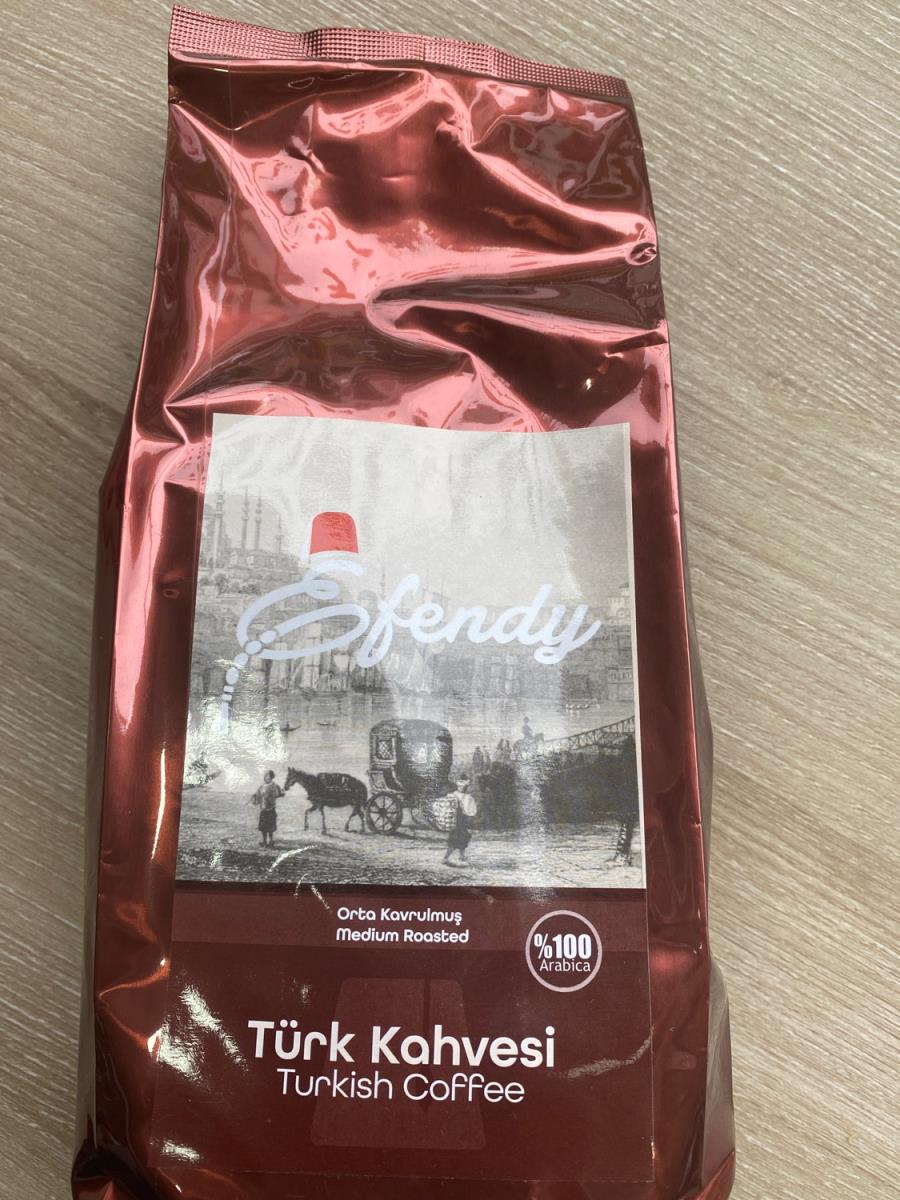 Efendy
Orta Kavrulmuş
Medium Roasted
%100
Arabica
Türk Kahvesi
Turkish Coffee